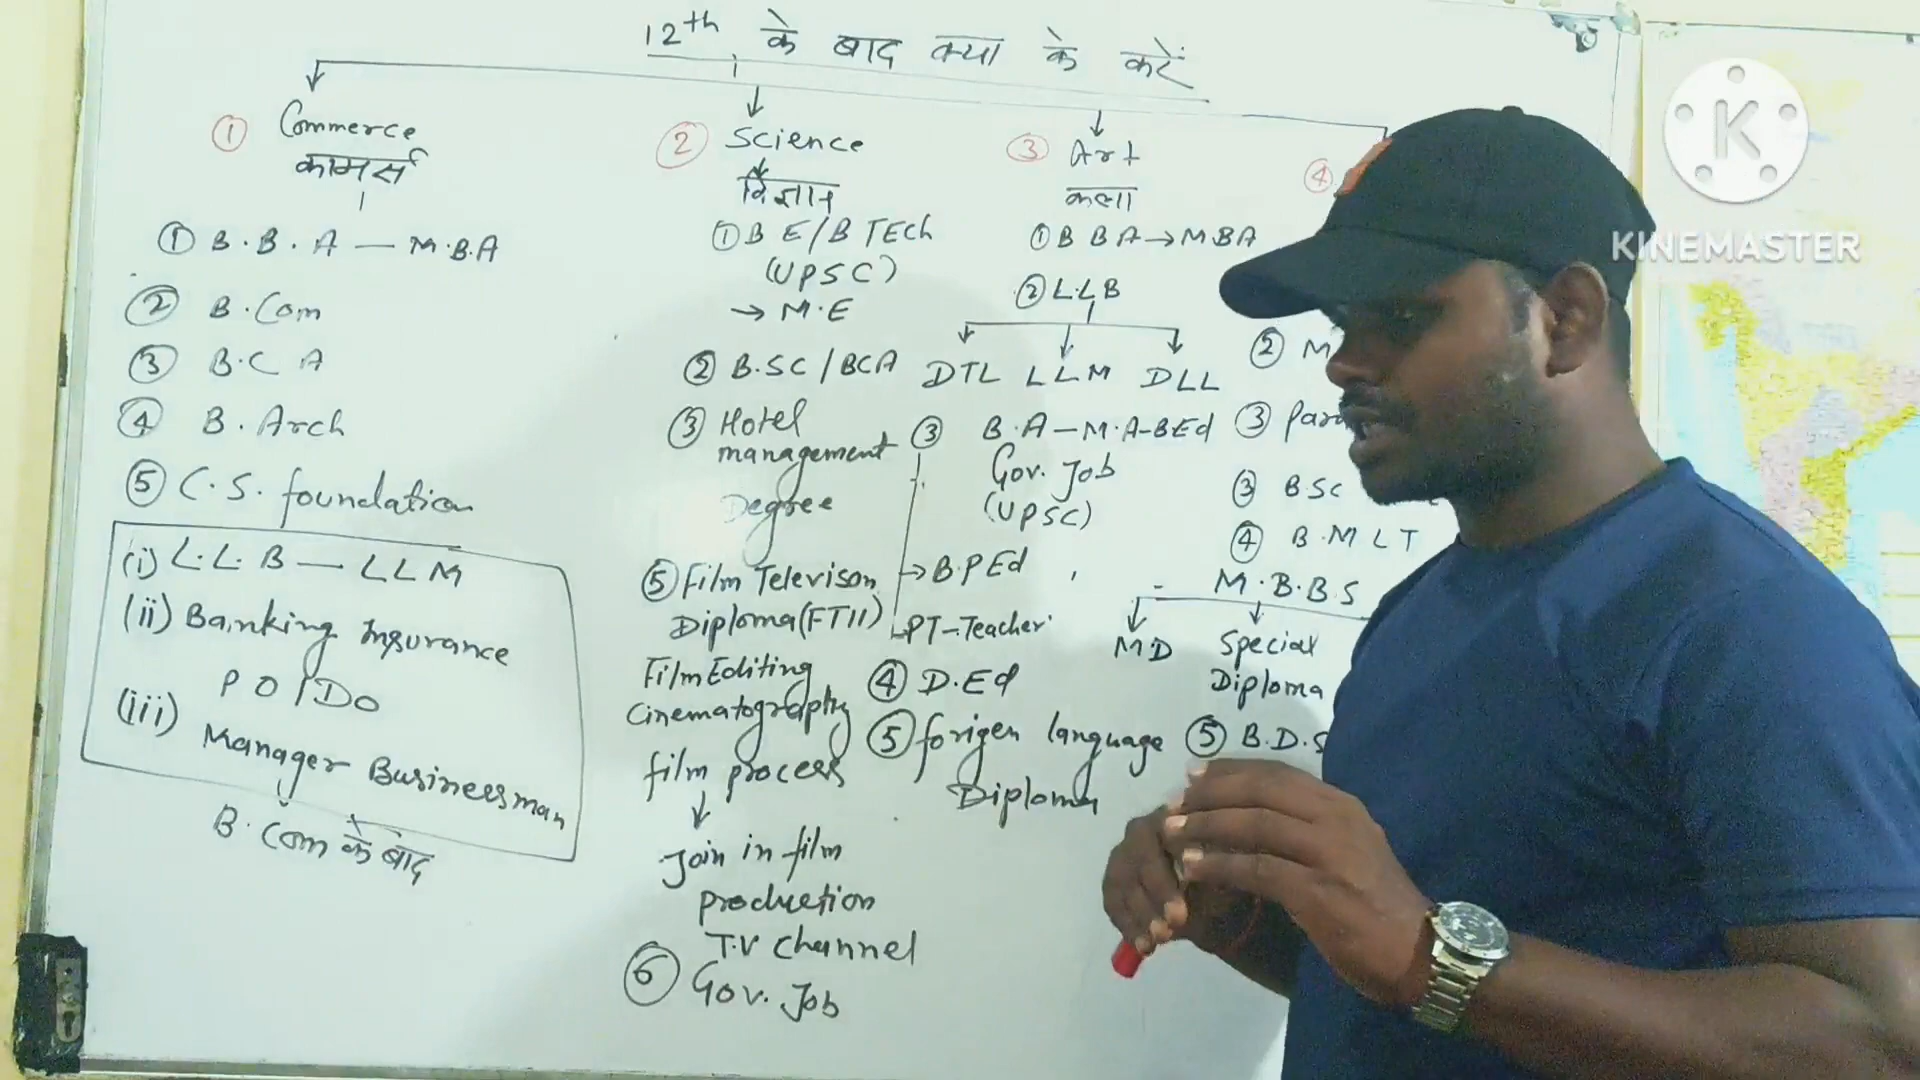 12th के बाद क्या के करें
① Commerce
कामर्स
① B.B.A — M.B.A
② B.Com
③ B.C A
④ B. Arch
⑤ C.S. foundation
(i) L.L.B — LLM
(ii) Banking Insurance
P O / DO
(iii) Manager Businessman
B.Com के बाद
② Science
विज्ञान
① B E/B TECh
(UPSC)
→ M.E
② B.SC/BCA
③ Hotel
management
Degree
⑤ Film Televison
Diploma(FTII)
Film Editing
Cinematography
film process
Join in film
production
T.V Channel
⑥ Gov. Job
③ Art
कला
① B B A → M B A
② L.L B
DTL LLM DLL
③ B.A — M.A-BEd
Gov. Job
(UPSC)
→ B.P Ed
PT-Teacher
④ D.Ed
⑤ forigen language
Diploma
④
② M
③ para
③ BSC
④ B.M L T
M.B.B.S
MD Special
Diploma
⑤ B.D.S
K
KINEMASTER